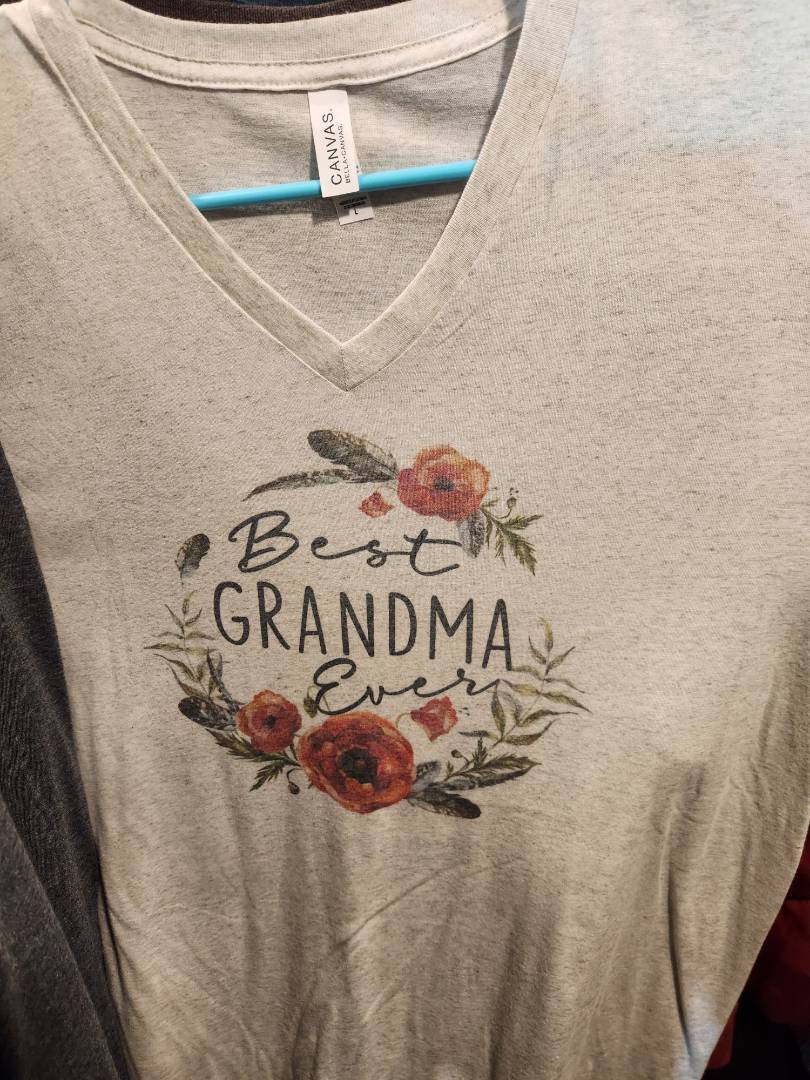 CANVAS.
BELLA+CANVAS.
L
Best
GRANDMA
Ever